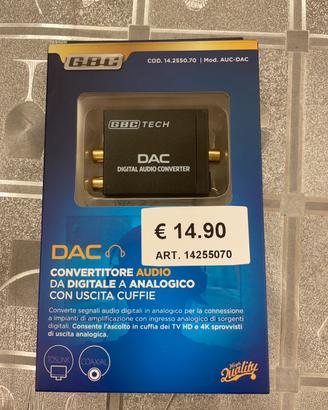 GBC
COD. 14.2550.70 | Mod. AUC-DAC
GBC TECH
DAC
DIGITAL AUDIO CONVERTER
€ 14.90
ART. 14255070
DAC
CONVERTITORE AUDIO
DA DIGITALE A ANALOGICO
CON USCITA CUFFIE
Converte segnali audio digitali in analogico per la connessione
a impianti di amplificazione con ingresso analogico di sorgenti
digitali. Consente l'ascolto in cuffia dei TV HD e 4K sprovvisti
di uscita analogica.
TOSLINK
COAXIAL
High
Quality